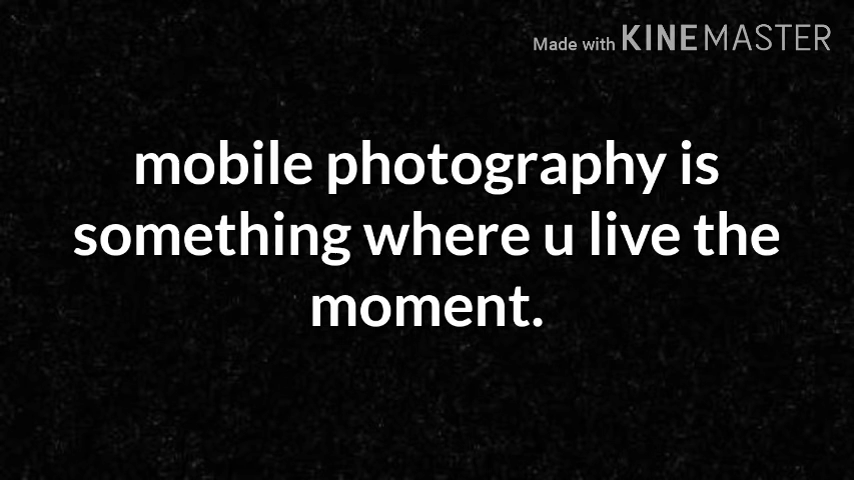 Made with KINEMASTER
mobile photography is
something where u live the
moment.